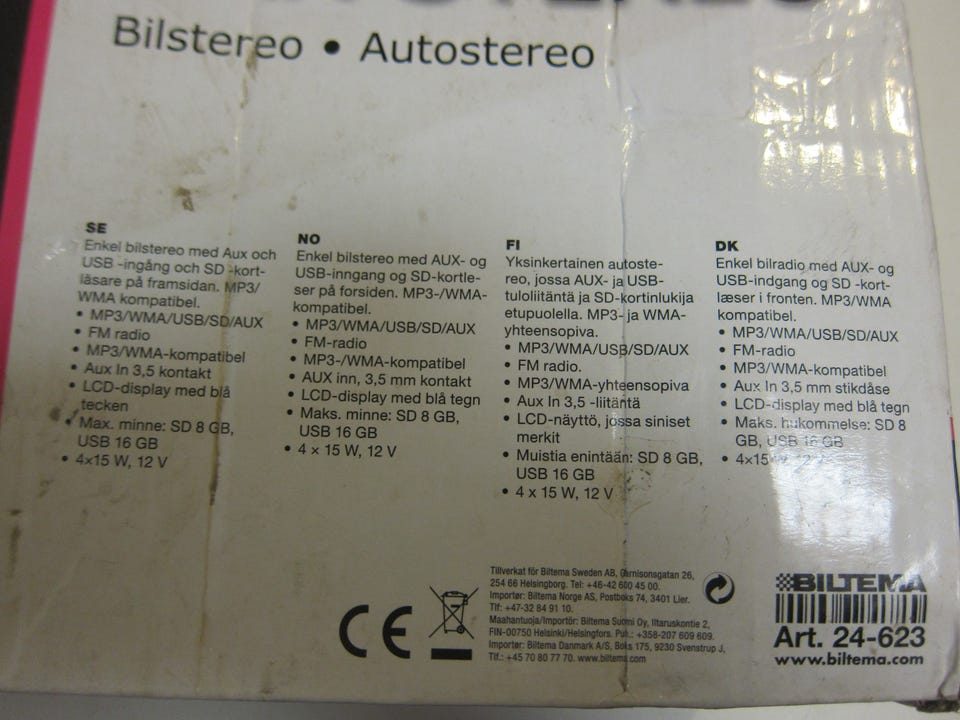 Bilstereo • Autostereo
SE
Enkel bilstereo med Aux och
USB -ingång och SD -kort-
läsare på framsidan. MP3/
WMA kompatibel.
• MP3/WMA/USB/SD/AUX
• FM radio
• MP3/WMA-kompatibel
• Aux In 3,5 kontakt
• LCD-display med blå
tecken
• Max. minne: SD 8 GB,
USB 16 GB
• 4x15 W, 12 V
NO
Enkel bilstereo med AUX- og
USB-inngang og SD-kortle-
ser på forsiden. MP3-/WMA-
kompatibel.
• MP3/WMA/USB/SD/AUX
• FM-radio
• MP3-/WMA-kompatibel
• AUX inn, 3,5 mm kontakt
• LCD-display med blå tegn
• Maks. minne: SD 8 GB,
USB 16 GB
• 4 x 15 W, 12 V
FI
Yksinkertainen autoste-
reo, jossa AUX- ja USB-
tuloliitäntä ja SD-kortinlukija
etupuolella. MP3- ja WMA-
yhteensopiva.
• MP3/WMA/USB/SD/AUX
• FM radio.
• MP3/WMA-yhteensopiva
• Aux In 3,5 -liitäntä
• LCD-näyttö, jossa siniset
merkit
• Muistia enintään: SD 8 GB,
USB 16 GB
• 4 x 15 W, 12 V
DK
Enkel bilradio med AUX- og
USB-indgang og SD -kort-
læser i fronten. MP3/WMA
kompatibel.
• MP3/WMA/USB/SD/AUX
• FM-radio
• MP3/WMA-kompatibel
• Aux In 3,5 mm stikdåse
• LCD-display med blå tegn
• Maks. hukommelse: SD 8
GB, USB 16 GB
• 4x15
Tillverkat för Biltema Sweden AB, Garnisonsgatan 26,
254 66 Helsingborg. Tel: +46-42 600 45 00.
Importør: Biltema Norge AS, Postboks 74, 3401 Lier.
Tlf: +47-32 84 91 10.
Maahantuoja/Importör: Biltema Suomi Oy, Iltaruskontie 2,
FIN-00750 Helsinki/Helsingfors. Puh.: +358-207 609 609.
Importør: Biltema Danmark A/S, Boks 175, 9230 Svenstrup J,
Tlf.: +45 70 80 77 70. www.biltema.com
CE
BILTEMA
Art. 24-623
www.biltema.com